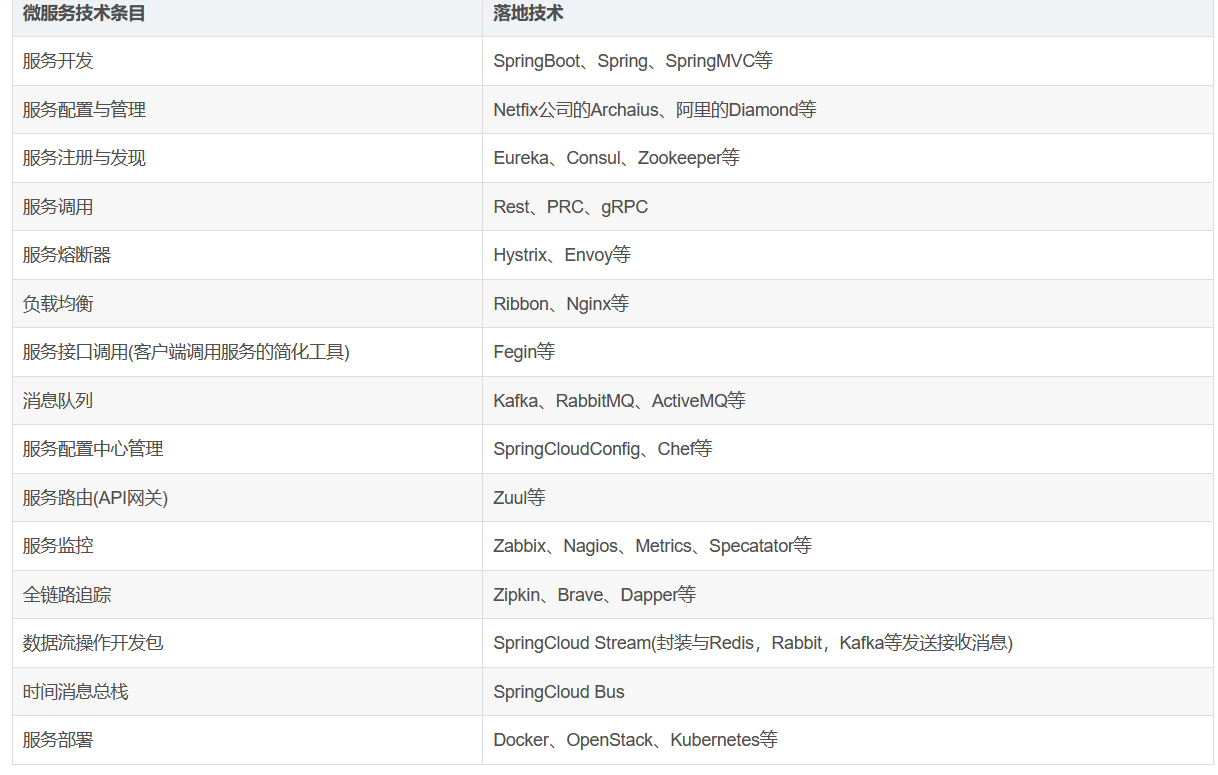 微服务技术条目 落地技术
服务开发 SpringBoot、Spring、SpringMVC等
服务配置与管理 Netfix公司的Archaius、阿里的Diamond等
服务注册与发现 Eureka、Consul、Zookeeper等
服务调用 Rest、PRC、gRPC
服务熔断器 Hystrix、Envoy等
负载均衡 Ribbon、Nginx等
服务接口调用(客户端调用服务的简化工具) Fegin等
消息队列 Kafka、RabbitMQ、ActiveMQ等
服务配置中心管理 SpringCloudConfig、Chef等
服务路由(API网关) Zuul等
服务监控 Zabbix、Nagios、Metrics、Specatator等
全链路追踪 Zipkin、Brave、Dapper等
数据流操作开发包 SpringCloud Stream(封装与Redis，Rabbit，Kafka等发送接收消息)
时间消息总栈 SpringCloud Bus
服务部署 Docker、OpenStack、Kubernetes等